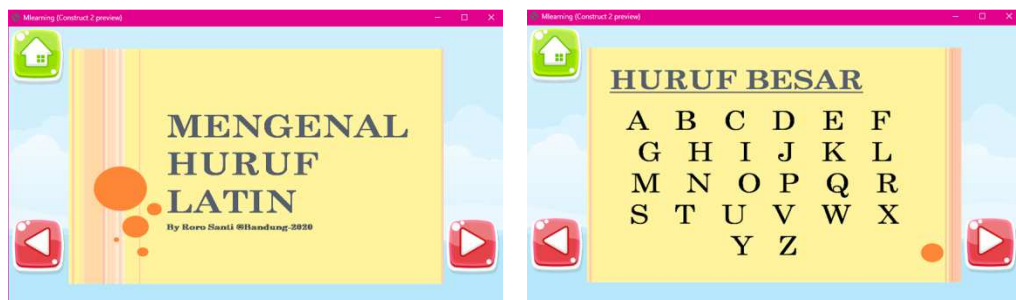 Mlearning (Construct 2 preview)
MENGENAL
HURUF
LATIN
By Roro Santi @Bandung-2020
Mlearning (Construct 2 preview)
HURUF BESAR
A B C D E F
G H I J K L
M N O P Q R
S T U V W X
Y Z